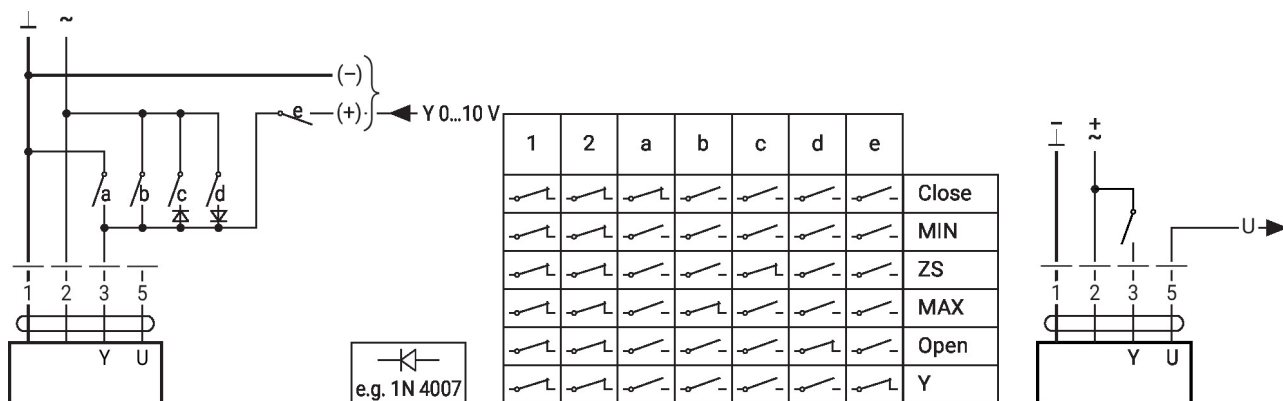 ⊥ ~
(–)
e (+) Y 0...10 V
a b c d
1 2 3 5
Y U
e.g. 1N 4007
1 2 a b c d e
Close
MIN
ZS
MAX
Open
Y
– +
⊥ ~
U
1 2 3 5
Y U